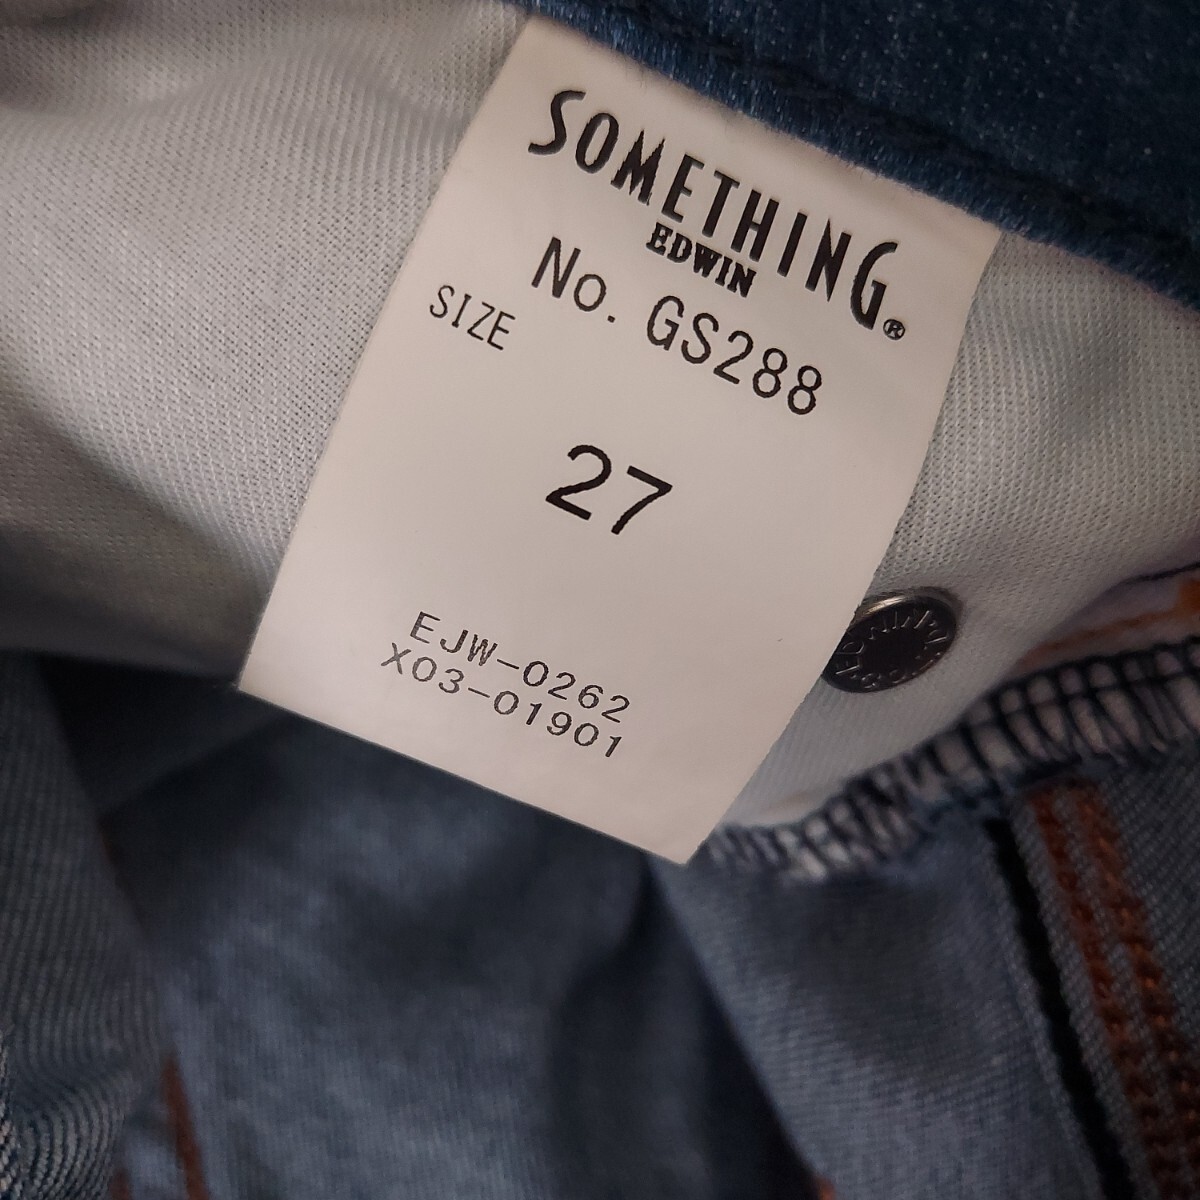 SOMETHING®
EDWIN
No. GS288
SIZE
27
EJW-0262
X03-01901